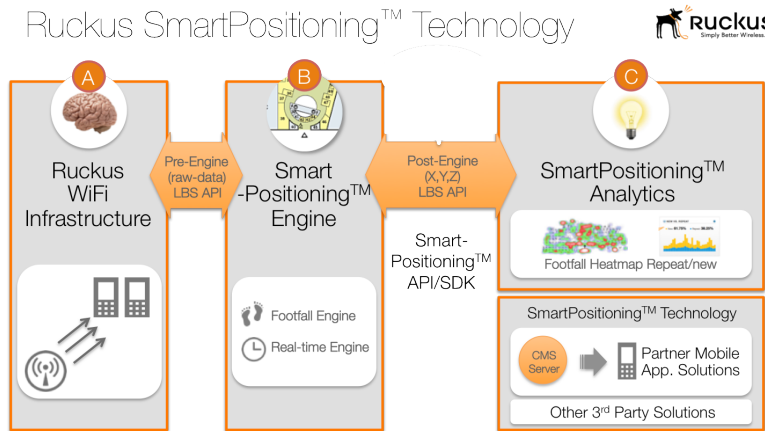 Ruckus SmartPositioning™ Technology
Ruckus
Simply Better Wireless.
A
Ruckus
WiFi
Infrastructure
Pre-Engine
(raw-data)
LBS API
B
Smart
-Positioning™
Engine
Footfall Engine
Real-time Engine
Post-Engine
(X,Y,Z)
LBS API
Smart-
Positioning™
API/SDK
C
SmartPositioning™
Analytics
Footfall Heatmap Repeat/new
SmartPositioning™ Technology
CMS
Server
Partner Mobile
App. Solutions
Other 3rd Party Solutions